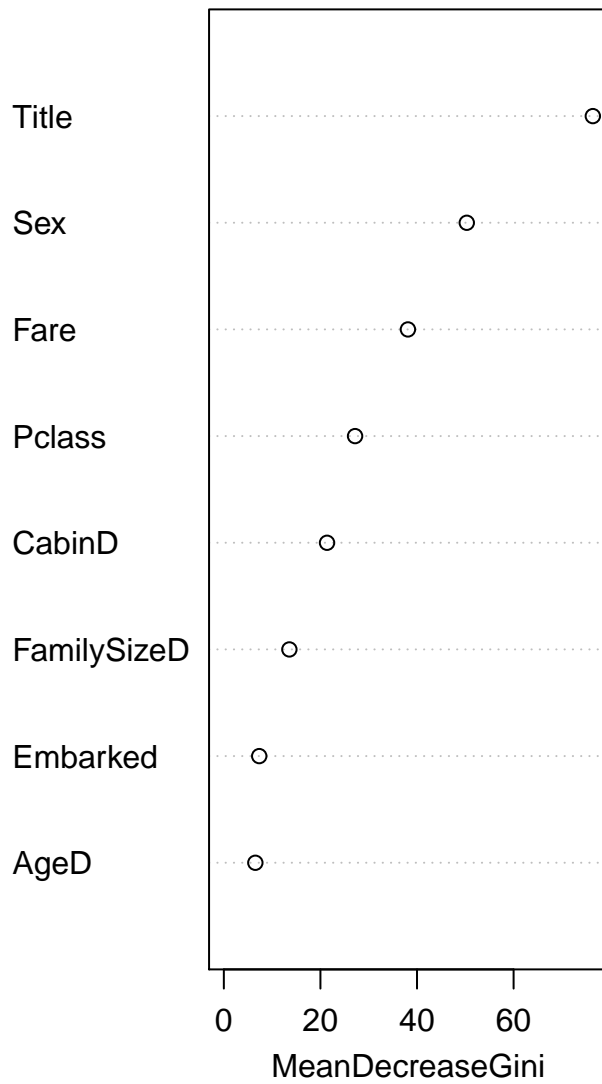 Title
Sex
Fare
Pclass
CabinD
FamilySizeD
Embarked
AgeD
0 20 40 60
MeanDecreaseGini